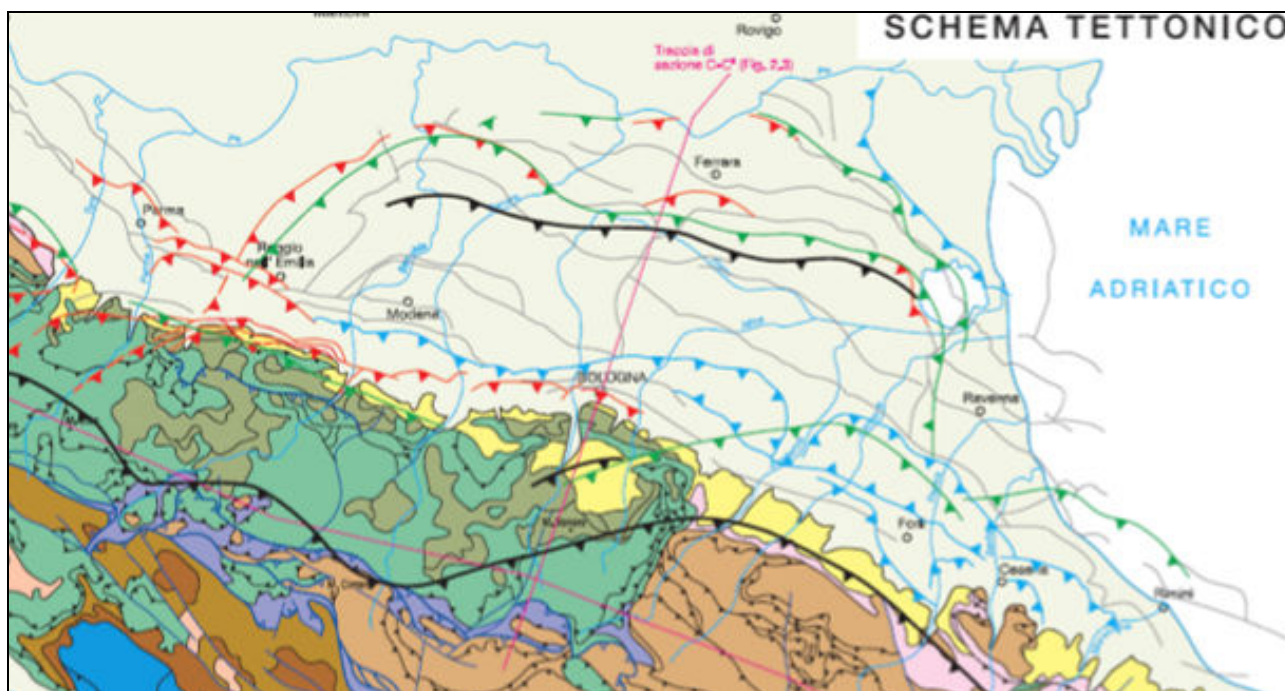 Rovigo
SCHEMA TETTONICO
Traccia di
sezione C-C' (Fig. 2.3)
Ferrara
Parma
MARE
Reggio
nell' Emilia
ADRIATICO
Modena
BOLOGNA
Ravenna
Forlì
Cesena
Rimini